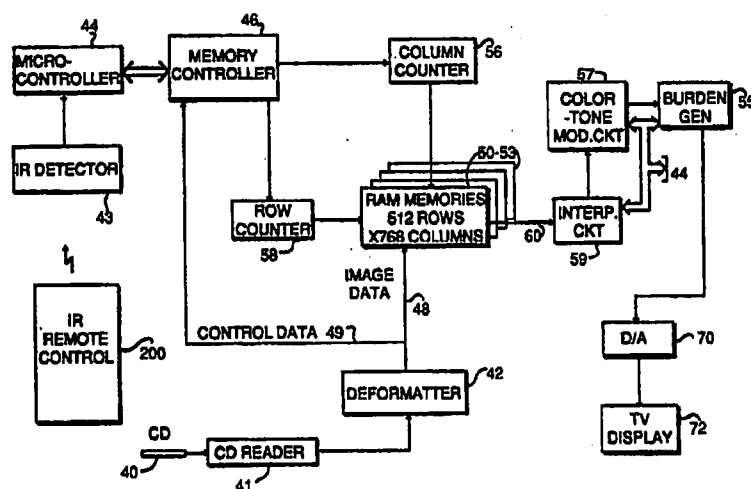 44
MICRO-
CONTROLLER
46
MEMORY
CONTROLLER
COLUMN
COUNTER
56
57
COLOR
-TONE
MOD.CKT
BURDEN
GEN
55
IR DETECTOR
43
50-53
RAM MEMORIES
512 ROWS
X768 COLUMNS
44
ROW
COUNTER
58
60
INTERP.
CKT
59
IMAGE
DATA
48
IR
REMOTE
CONTROL
200
CONTROL DATA 49
D/A
70
DEFORMATTER
42
TV
DISPLAY
72
CD
40
CD READER
41